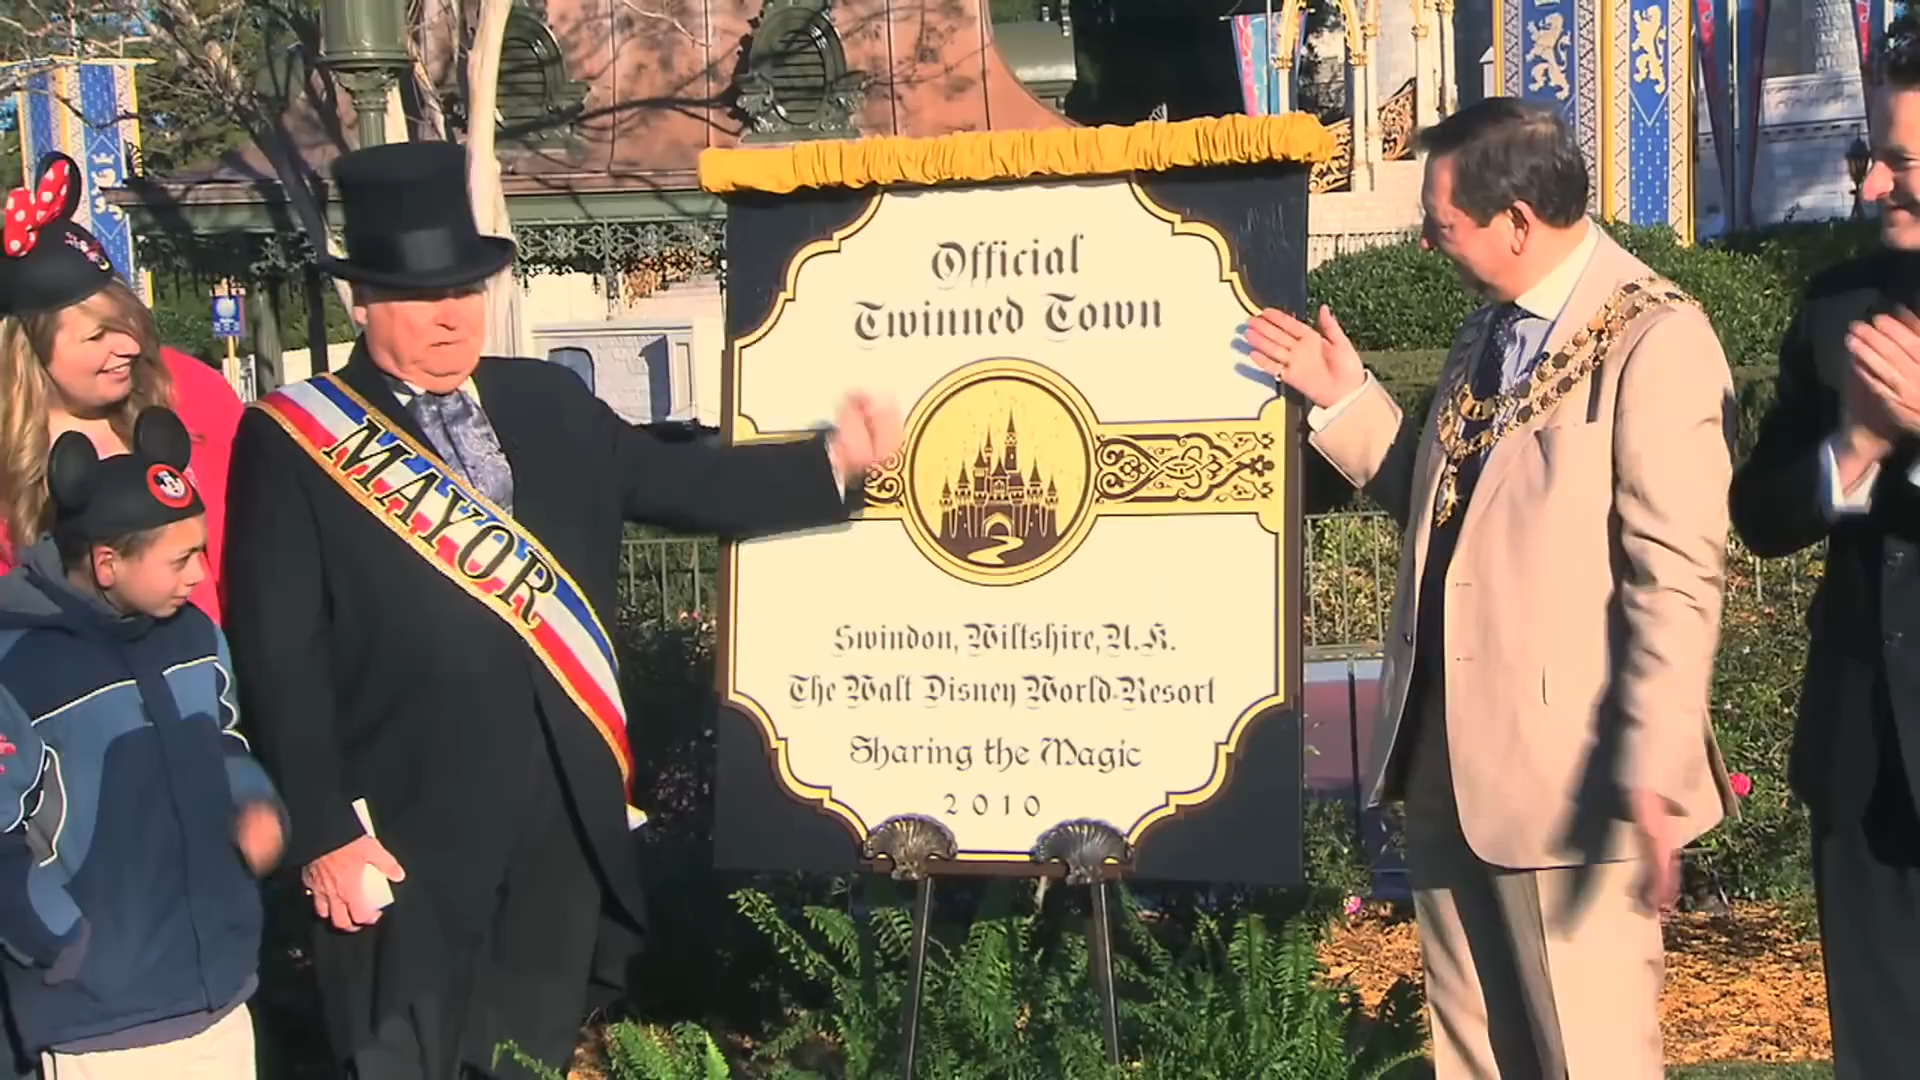 Official
Twinned Town
Swindon, Wiltshire, U.K.
The Walt Disney World Resort
Sharing the Magic
2010
MAYOR